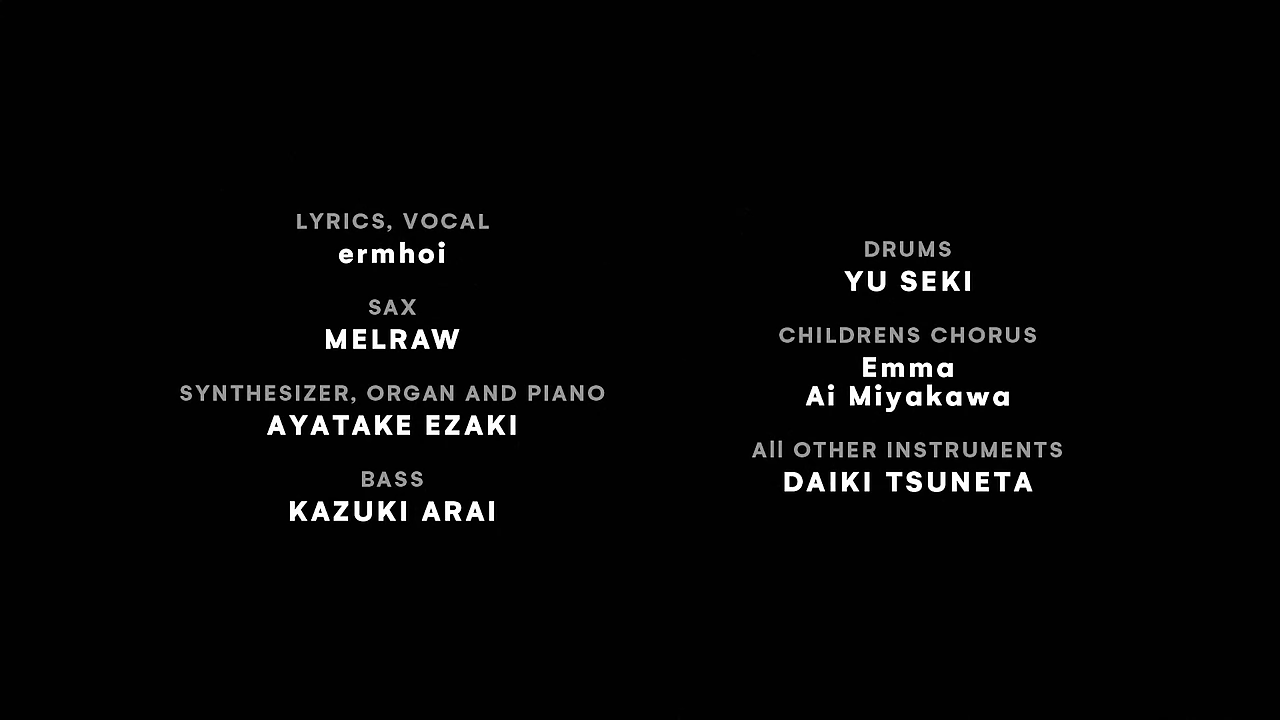 LYRICS, VOCAL
ermhoi
SAX
MELRAW
SYNTHESIZER, ORGAN AND PIANO
AYATAKE EZAKI
BASS
KAZUKI ARAI
DRUMS
YU SEKI
CHILDRENS CHORUS
Emma
Ai Miyakawa
All OTHER INSTRUMENTS
DAIKI TSUNETA